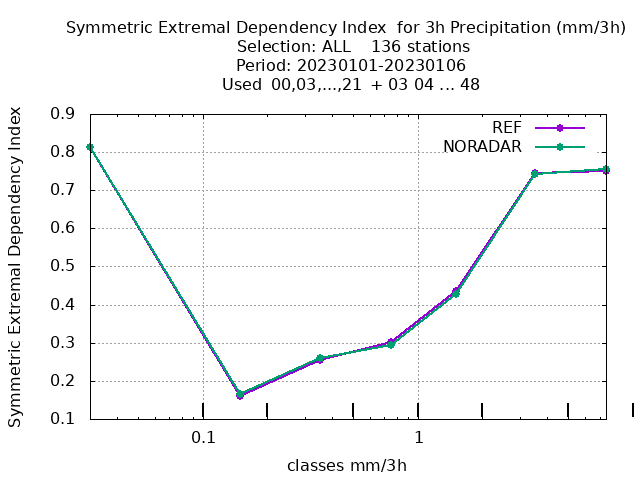 Symmetric Extremal Dependency Index  for 3h Precipitation (mm/3h)
Selection: ALL    136 stations
Period: 20230101-20230106
Used  00,03,...,21  + 03 04 ... 48
Symmetric Extremal Dependency Index
0.9
0.8
0.7
0.6
0.5
0.4
0.3
0.2
0.1
REF
NORADAR
0.1
1
classes mm/3h